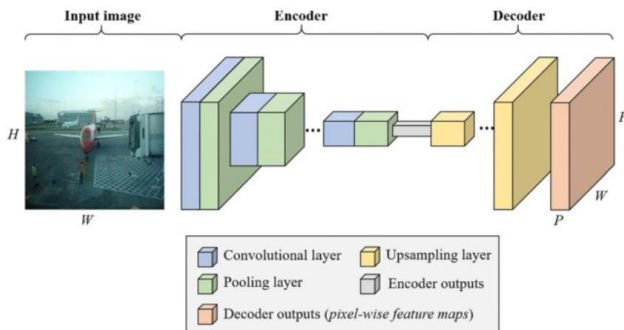 Input image
Encoder
Decoder
H
W
...
...
H
W
P
Convolutional layer
Upsampling layer
Pooling layer
Encoder outputs
Decoder outputs (pixel-wise feature maps)